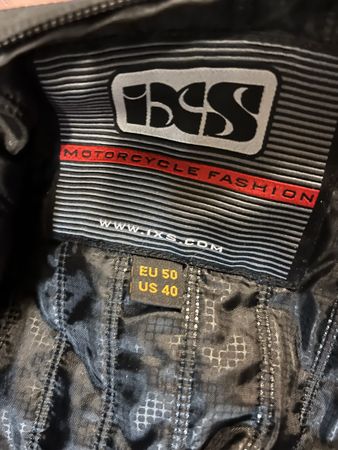 iXS
MOTORCYCLE FASHION
WWW.IXS.COM
EU 50
US 40